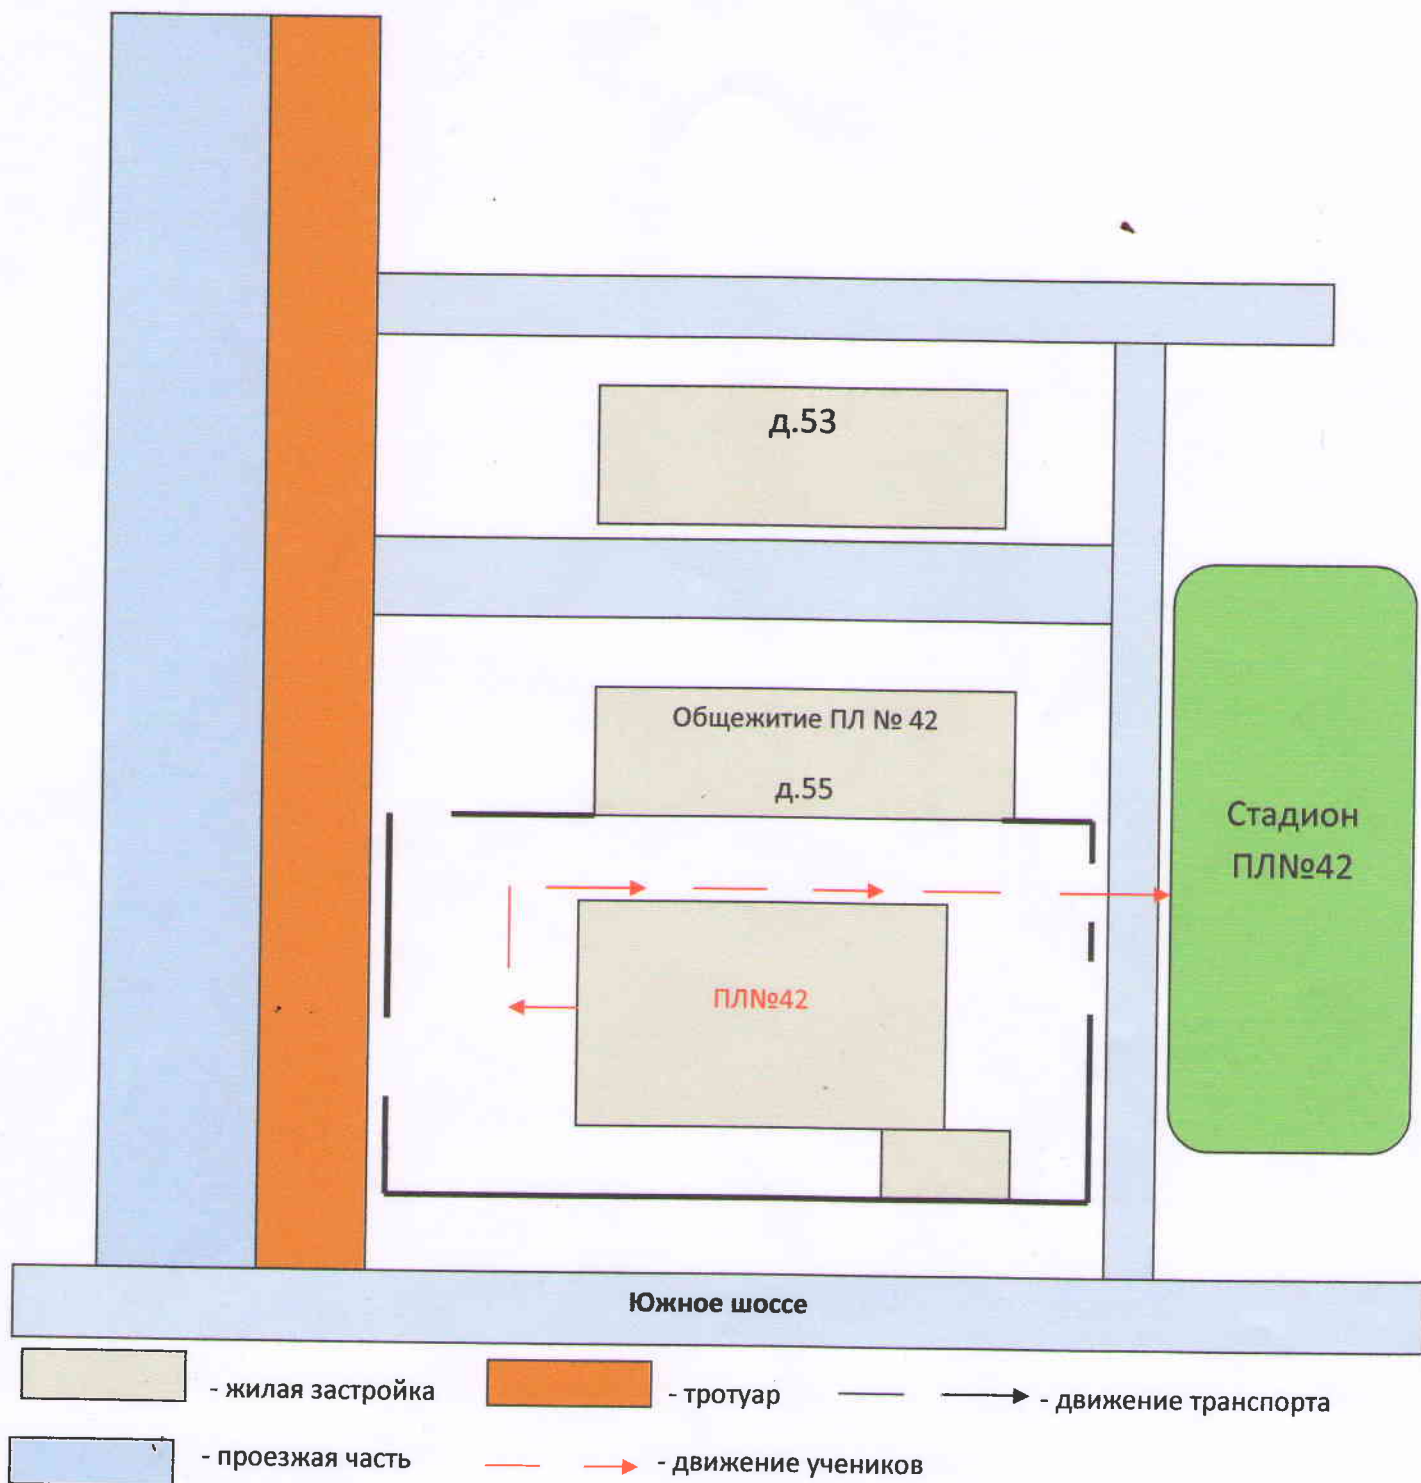 д.53
Общежитие ПЛ № 42
д.55
Стадион
ПЛ№42
ПЛ№42
Южное шоссе
- жилая застройка
- тротуар
- движение транспорта
- проезжая часть
- движение учеников